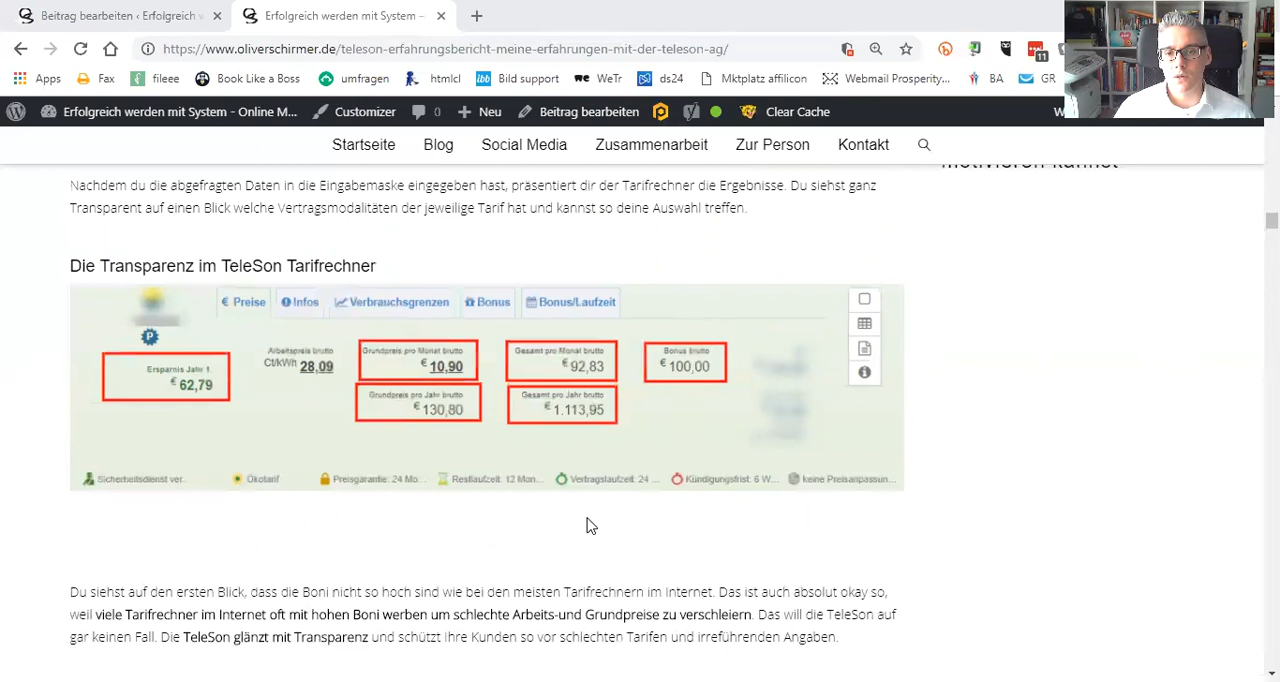 Beitrag bearbeiten ‹ Erfolgreich
Erfolgreich werden mit System –
https://www.oliverschirmer.de/teleson-erfahrungsbericht-meine-erfahrungen-mit-der-teleson-ag/
11
Apps Fax fileee Book Like a Boss umfragen htmlcl Bild support WeTr ds24 Mktplatz affilicon Webmail Prosperity... BA GR
Erfolgreich werden mit System – Online M... Customizer 0 Neu Beitrag bearbeiten Clear Cache
Startseite Blog Social Media Zusammenarbeit Zur Person Kontakt
motivieren kannst
Nachdem du die abgefragten Daten in die Eingabemaske eingegeben hast, präsentiert dir der Tarifrechner die Ergebnisse. Du siehst ganz
Transparent auf einen Blick welche Vertragsmodalitäten der jeweilige Tarif hat und kannst so deine Auswahl treffen.
Die Transparenz im TeleSon Tarifrechner
€ Preise Infos Verbrauchsgrenzen Bonus Bonus/Laufzeit
P
Ersparnis Jahr 1.
€ 62,79
Arbeitspreis brutto
Ct/kWh 28,09
Grundpreis pro Monat brutto
€ 10,90
Gesamt pro Monat brutto
€ 92,83
Bonus brutto
€ 100,00
Grundpreis pro Jahr brutto
€ 130,80
Gesamt pro Jahr brutto
€ 1.113,95
Sicherheitsdienst ver.. Ökotarif Preisgarantie: 24 Mo... Restlaufzeit: 12 Mon... Vertragslaufzeit: 24 ... Kündigungsfrist: 6 W... keine Preisanpassun...
Du siehst auf den ersten Blick, dass die Boni nicht so hoch sind wie bei den meisten Tarifrechnern im Internet. Das ist auch absolut okay so,
weil viele Tarifrechner im Internet oft mit hohen Boni werben um schlechte Arbeits-und Grundpreise zu verschleiern. Das will die TeleSon auf
gar keinen Fall. Die TeleSon glänzt mit Transparenz und schützt Ihre Kunden so vor schlechten Tarifen und irreführenden Angaben.